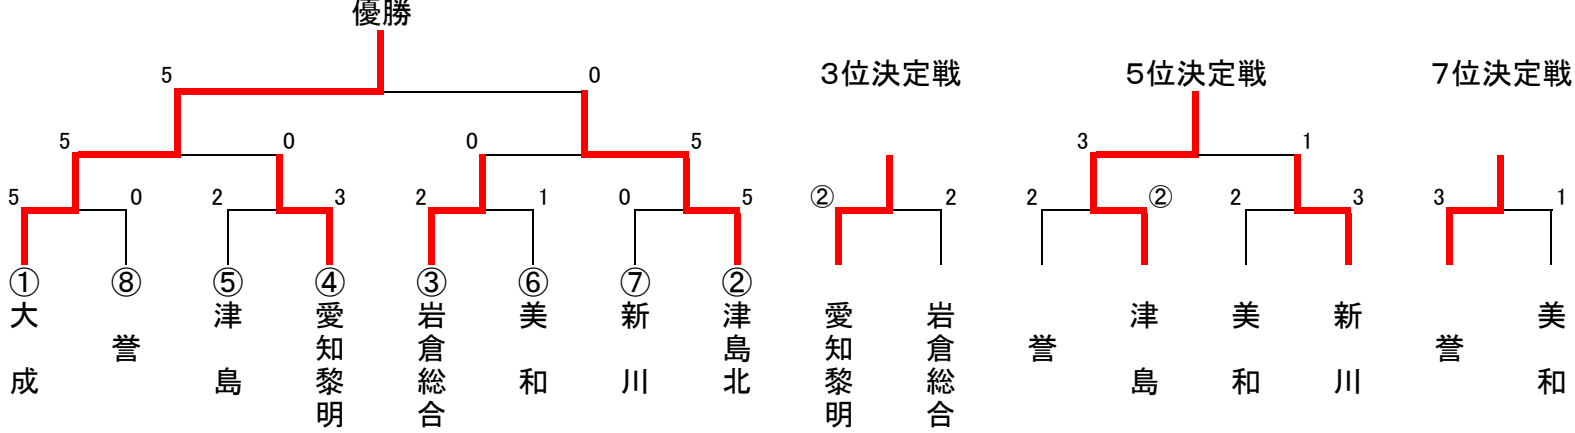 優勝
5 0
3位決定戦 5位決定戦 7位決定戦
5 0 0 5
3 1
5 0 2 3 2 1 0 5
② 2
2 ② 2 3
3 1
① ⑧ ⑤ ④ ③ ⑥ ⑦ ②
大成 誉 津島 愛知黎明 岩倉総合 美和 新川 津島北
愛知黎明 岩倉総合
誉 津島 美和 新川
誉 美和